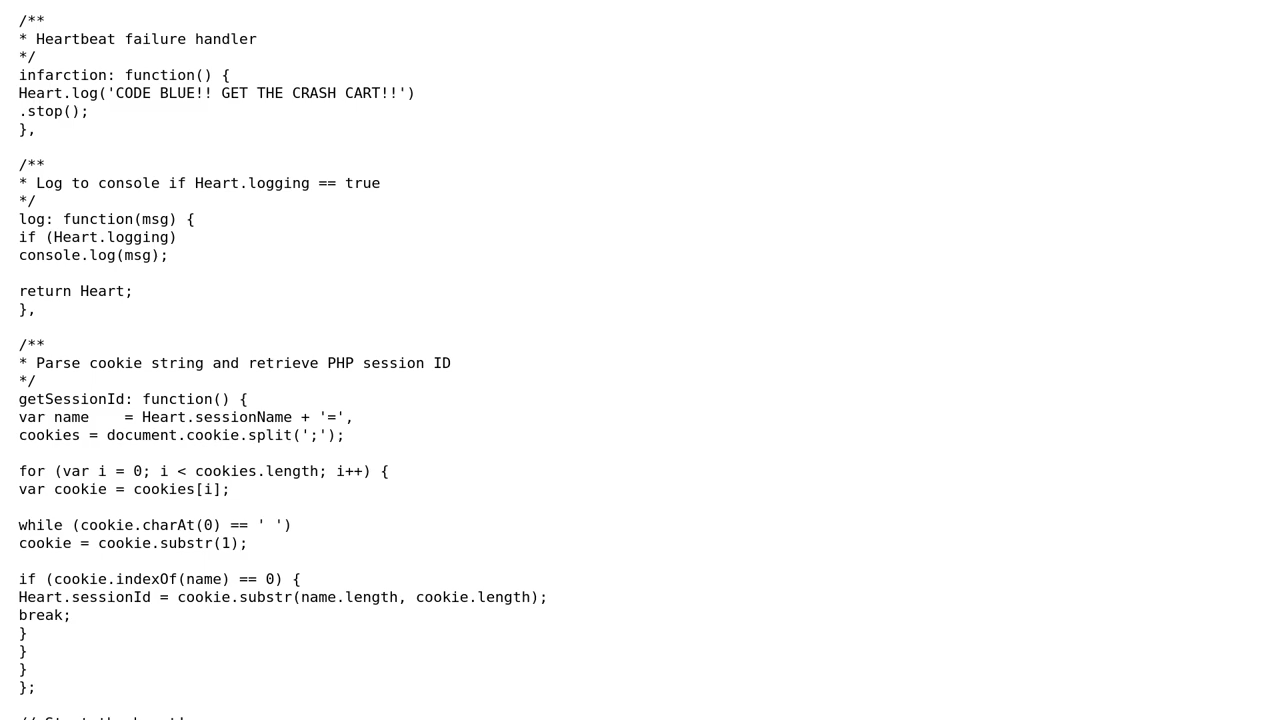 /**
* Heartbeat failure handler
*/
infarction: function() {
Heart.log('CODE BLUE!! GET THE CRASH CART!!')
.stop();
},

/**
* Log to console if Heart.logging == true
*/
log: function(msg) {
if (Heart.logging)
console.log(msg);

return Heart;
},

/**
* Parse cookie string and retrieve PHP session ID
*/
getSessionId: function() {
var name    = Heart.sessionName + '=',
cookies = document.cookie.split(';');

for (var i = 0; i < cookies.length; i++) {
var cookie = cookies[i];

while (cookie.charAt(0) == ' ')
cookie = cookie.substr(1);

if (cookie.indexOf(name) == 0) {
Heart.sessionId = cookie.substr(name.length, cookie.length);
break;
}
}
}
};